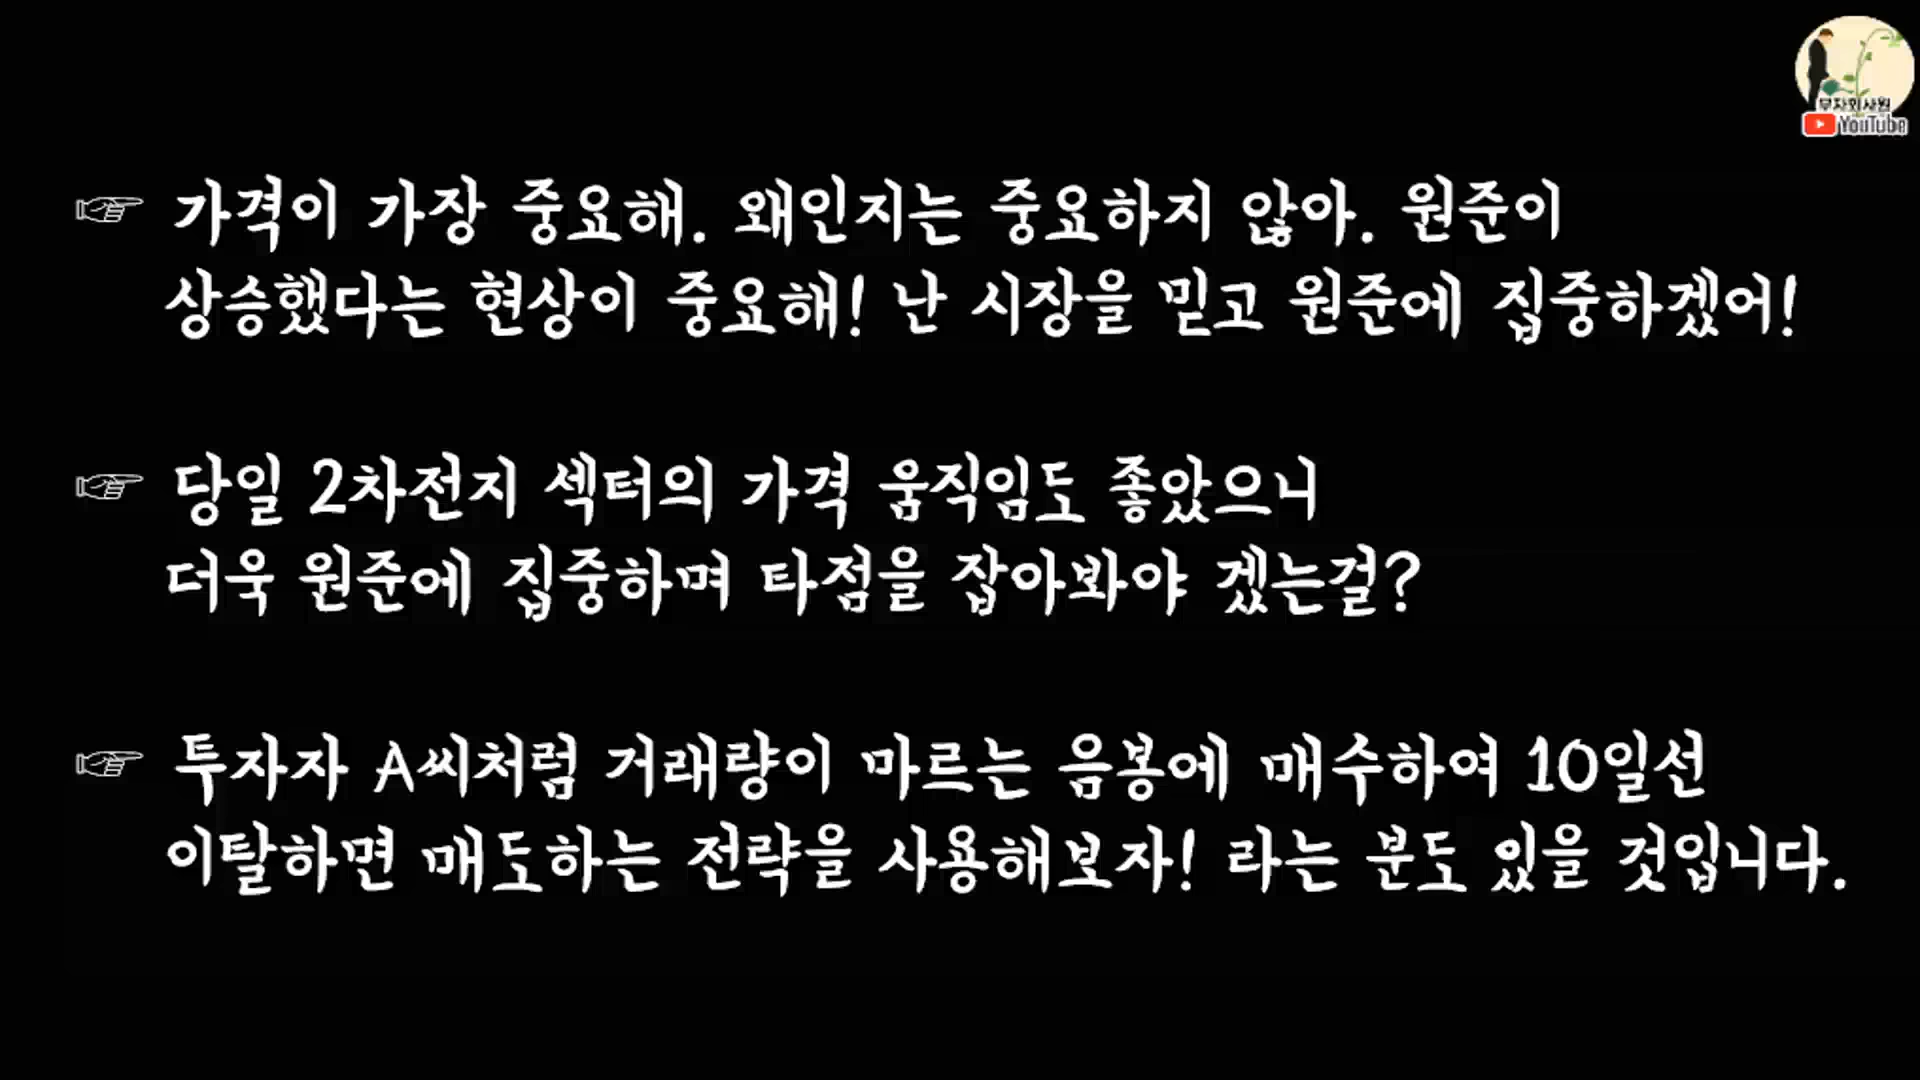 부자회사원
YouTube
☞ 가격이 가장 중요해. 왜인지는 중요하지 않아. 원준이
상승했다는 현상이 중요해! 난 시장을 믿고 원준에 집중하겠어!
☞ 당일 2차전지 섹터의 가격 움직임도 좋았으니
더욱 원준에 집중하며 타점을 잡아봐야 겠는걸?
☞ 투자자 A씨처럼 거래량이 마르는 음봉에 매수하여 10일선
이탈하면 매도하는 전략을 사용해보자! 라는 분도 있을 것입니다.